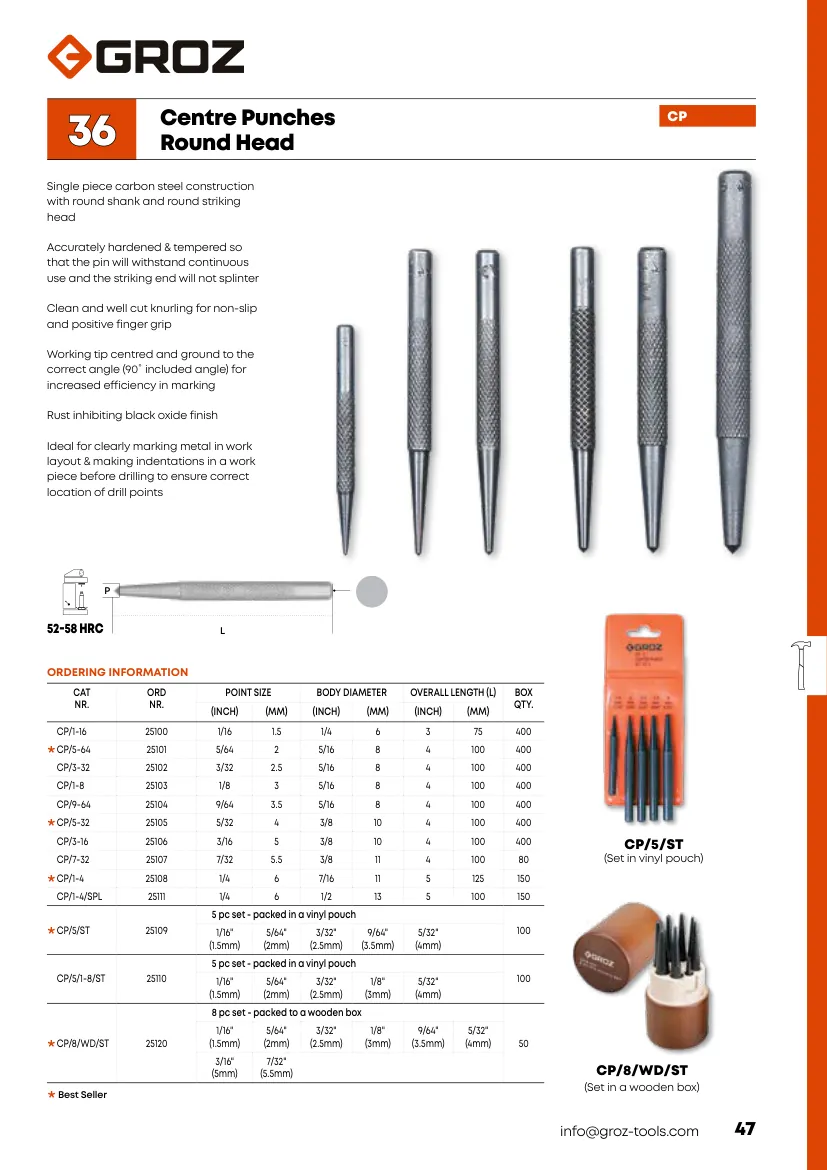 GROZ
36
Centre Punches
Round Head
CP
Single piece carbon steel construction
with round shank and round striking
head
Accurately hardened & tempered so
that the pin will withstand continuous
use and the striking end will not splinter
Clean and well cut knurling for non-slip
and positive finger grip
Working tip centred and ground to the
correct angle (90˚ included angle) for
increased efficiency in marking
Rust inhibiting black oxide finish
Ideal for clearly marking metal in work
layout & making indentations in a work
piece before drilling to ensure correct
location of drill points
P
52-58 HRC
L
ORDERING INFORMATION
CAT NR. ORD NR. POINT SIZE BODY DIAMETER OVERALL LENGTH (L) BOX QTY.
(INCH) (MM) (INCH) (MM) (INCH) (MM)
CP/1-16 25100 1/16 1.5 1/4 6 3 75 400
* CP/5-64 25101 5/64 2 5/16 8 4 100 400
CP/3-32 25102 3/32 2.5 5/16 8 4 100 400
CP/1-8 25103 1/8 3 5/16 8 4 100 400
CP/9-64 25104 9/64 3.5 5/16 8 4 100 400
* CP/5-32 25105 5/32 4 3/8 10 4 100 400
CP/3-16 25106 3/16 5 3/8 10 4 100 400
CP/7-32 25107 7/32 5.5 3/8 11 4 100 80
* CP/1-4 25108 1/4 6 7/16 11 5 125 150
CP/1-4/SPL 25111 1/4 6 1/2 13 5 100 150
5 pc set - packed in a vinyl pouch
* CP/5/ST 25109 100
1/16" 5/64" 3/32" 9/64" 5/32"
(1.5mm) (2mm) (2.5mm) (3.5mm) (4mm)
5 pc set - packed in a vinyl pouch
CP/5/1-8/ST 25110 100
1/16" 5/64" 3/32" 1/8" 5/32"
(1.5mm) (2mm) (2.5mm) (3mm) (4mm)
8 pc set - packed to a wooden box
1/16" 5/64" 3/32" 1/8" 9/64" 5/32"
(1.5mm) (2mm) (2.5mm) (3mm) (3.5mm) (4mm)
* CP/8/WD/ST 25120 50
3/16" 7/32"
(5mm) (5.5mm)
* Best Seller
GROZ
CP/5/ST
(Set in vinyl pouch)
GROZ
CP/8/WD/ST
(Set in a wooden box)
info@groz-tools.com
47